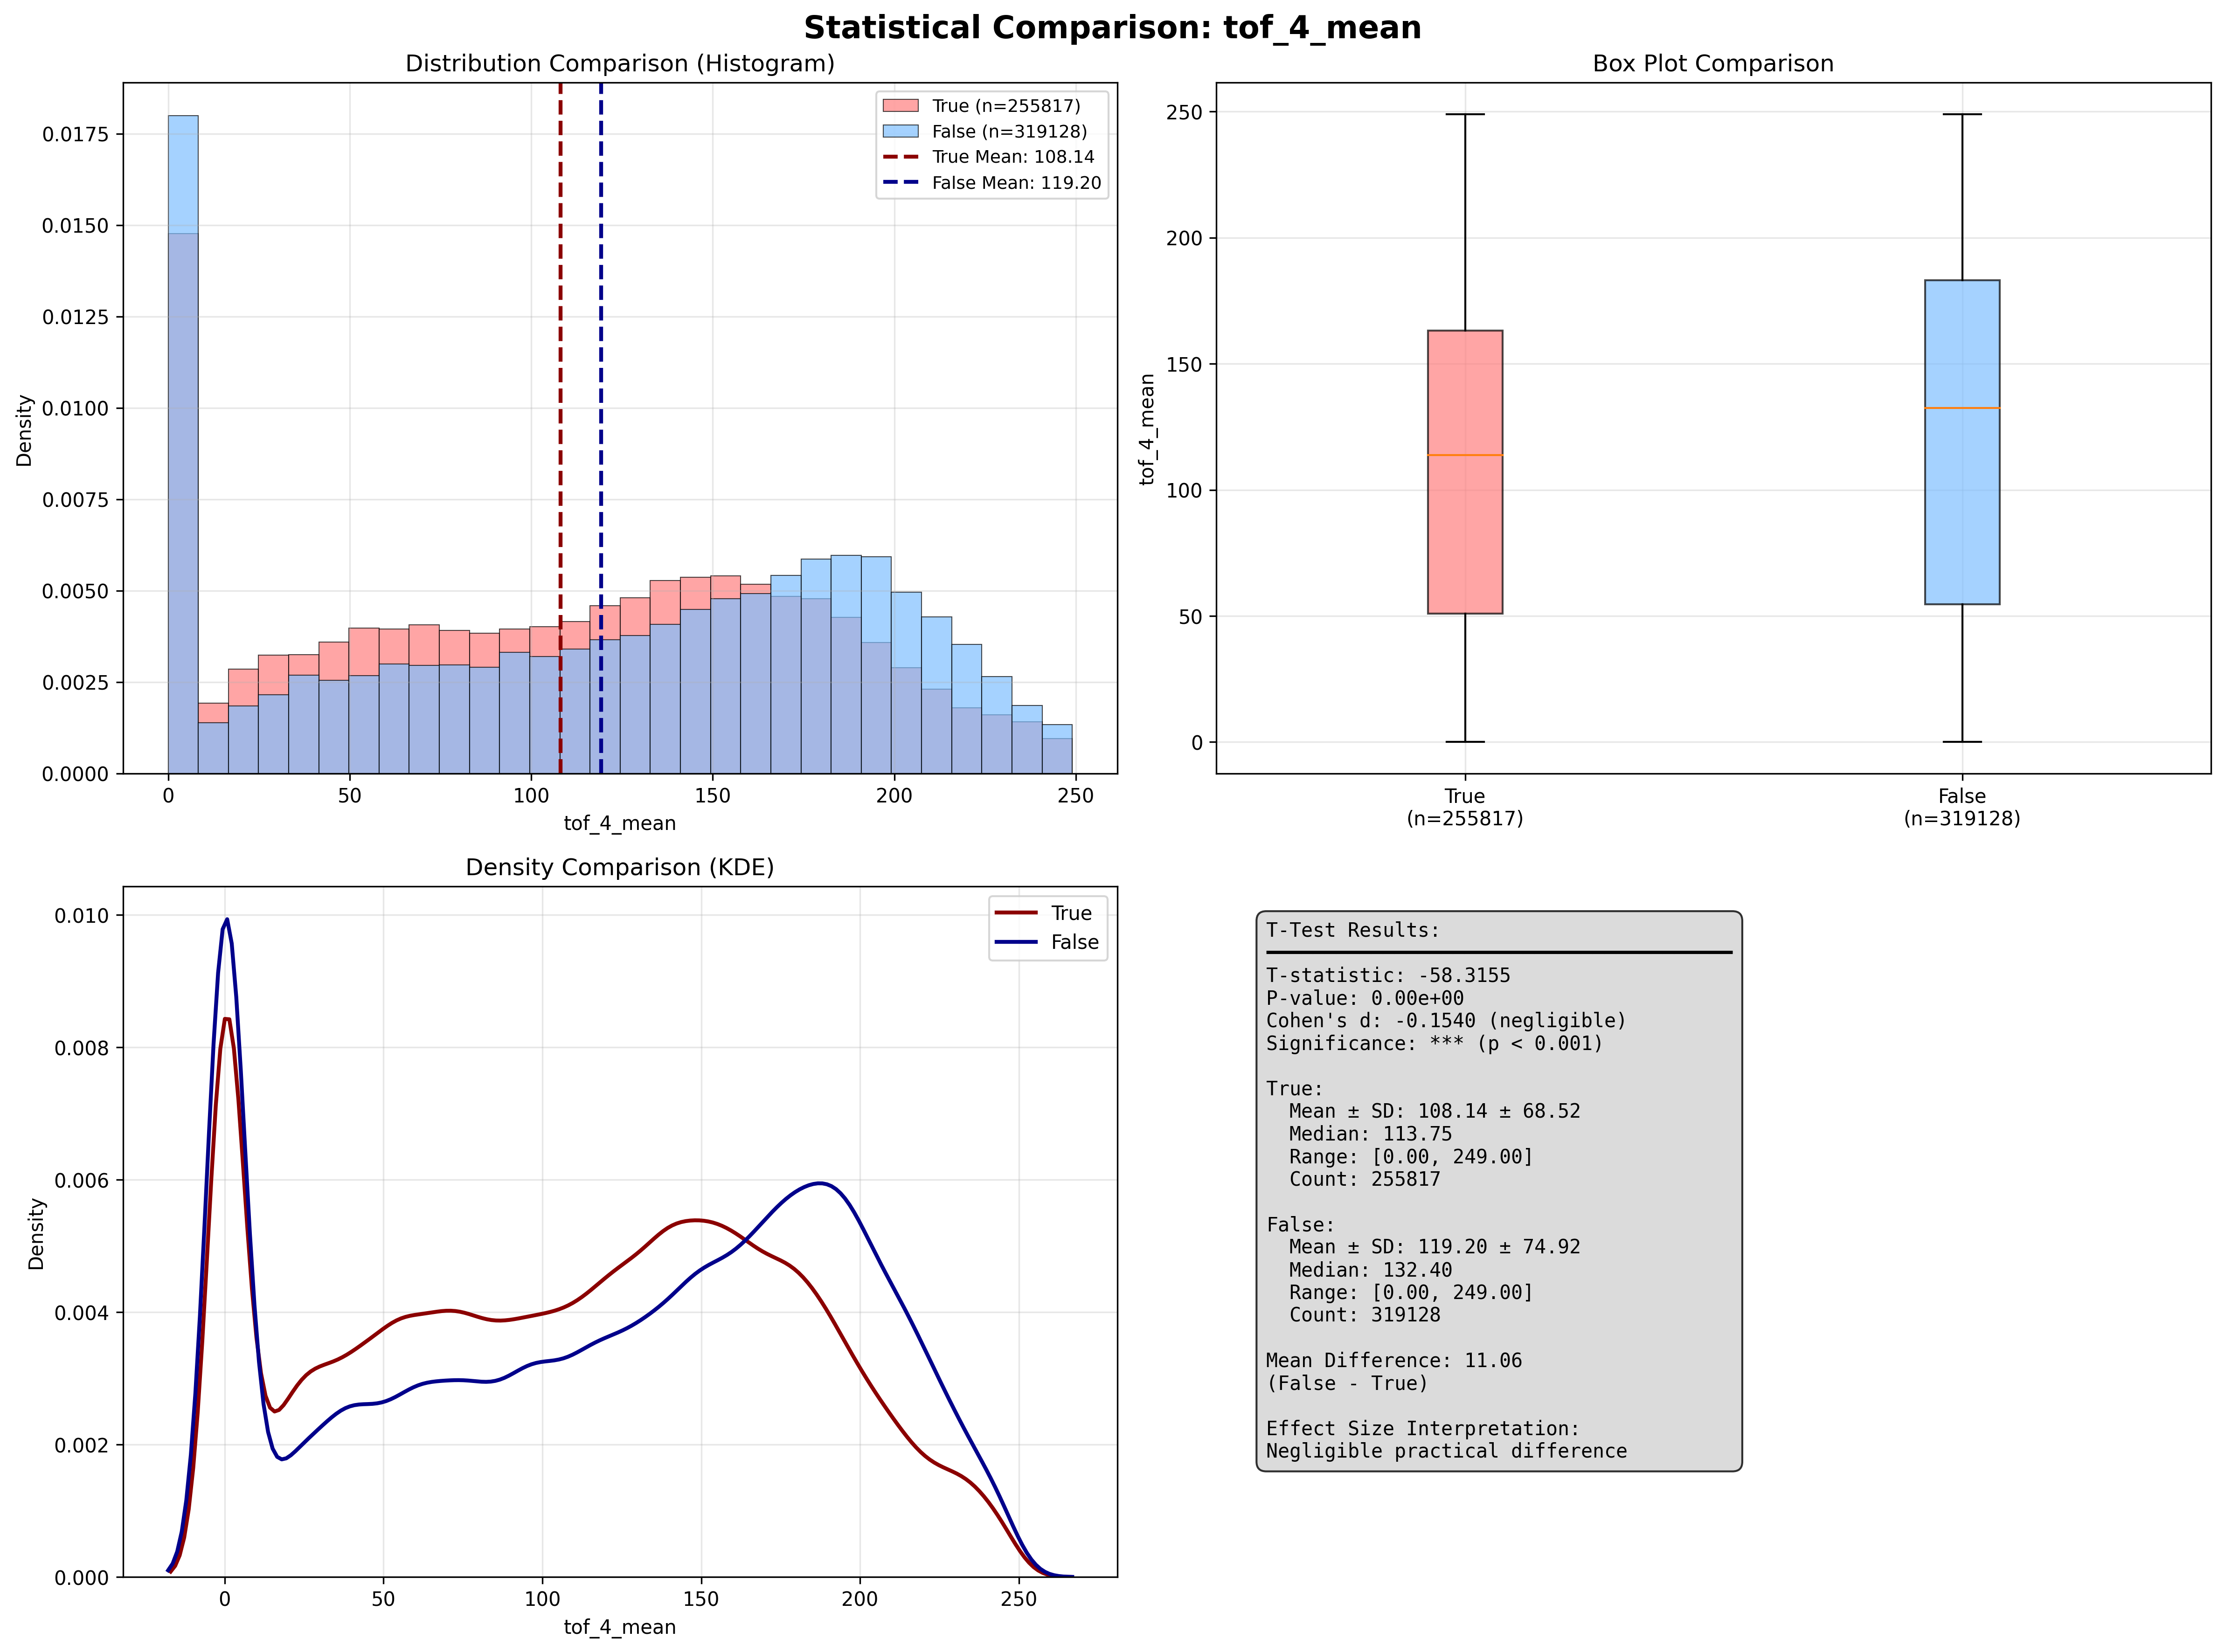 Statistical Comparison: tof_4_mean
Distribution Comparison (Histogram)
True (n=255817)
False (n=319128)
True Mean: 108.14
False Mean: 119.20
Density
0.0175
0.0150
0.0125
0.0100
0.0075
0.0050
0.0025
0.0000
0 50 100 150 200 250
tof_4_mean
Box Plot Comparison
tof_4_mean
250
200
150
100
50
0
True
(n=255817)
False
(n=319128)
Density Comparison (KDE)
True
False
Density
0.010
0.008
0.006
0.004
0.002
0.000
0 50 100 150 200 250
tof_4_mean
T-Test Results:
T-statistic: -58.3155
P-value: 0.00e+00
Cohen's d: -0.1540 (negligible)
Significance: *** (p < 0.001)
True:
Mean ± SD: 108.14 ± 68.52
Median: 113.75
Range: [0.00, 249.00]
Count: 255817
False:
Mean ± SD: 119.20 ± 74.92
Median: 132.40
Range: [0.00, 249.00]
Count: 319128
Mean Difference: 11.06
(False - True)
Effect Size Interpretation:
Negligible practical difference